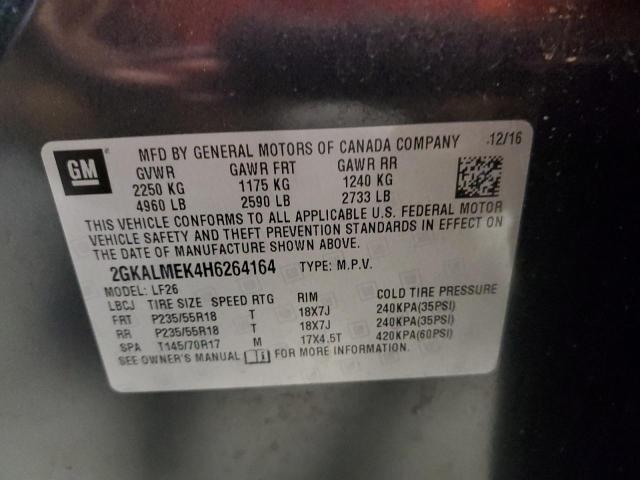 GM
MFD BY GENERAL MOTORS OF CANADA COMPANY 12/16
GVWR GAWR FRT GAWR RR
2250 KG 1175 KG 1240 KG
4960 LB 2590 LB 2733 LB
THIS VEHICLE CONFORMS TO ALL APPLICABLE U.S. FEDERAL MOTOR
VEHICLE SAFETY AND THEFT PREVENTION STANDARDS IN EFFECT ON
THE DATE OF MANUFACTURE SHOWN ABOVE.
2GKALMEK4H6264164 TYPE: M.P.V.
MODEL: LF26
LBCJ TIRE SIZE SPEED RTG RIM COLD TIRE PRESSURE
FRT P235/55R18 T 18X7J 240KPA(35PSI)
RR P235/55R18 T 18X7J 240KPA(35PSI)
SPA T145/70R17 M 17X4.5T 420KPA(60PSI)
SEE OWNER'S MANUAL FOR MORE INFORMATION.